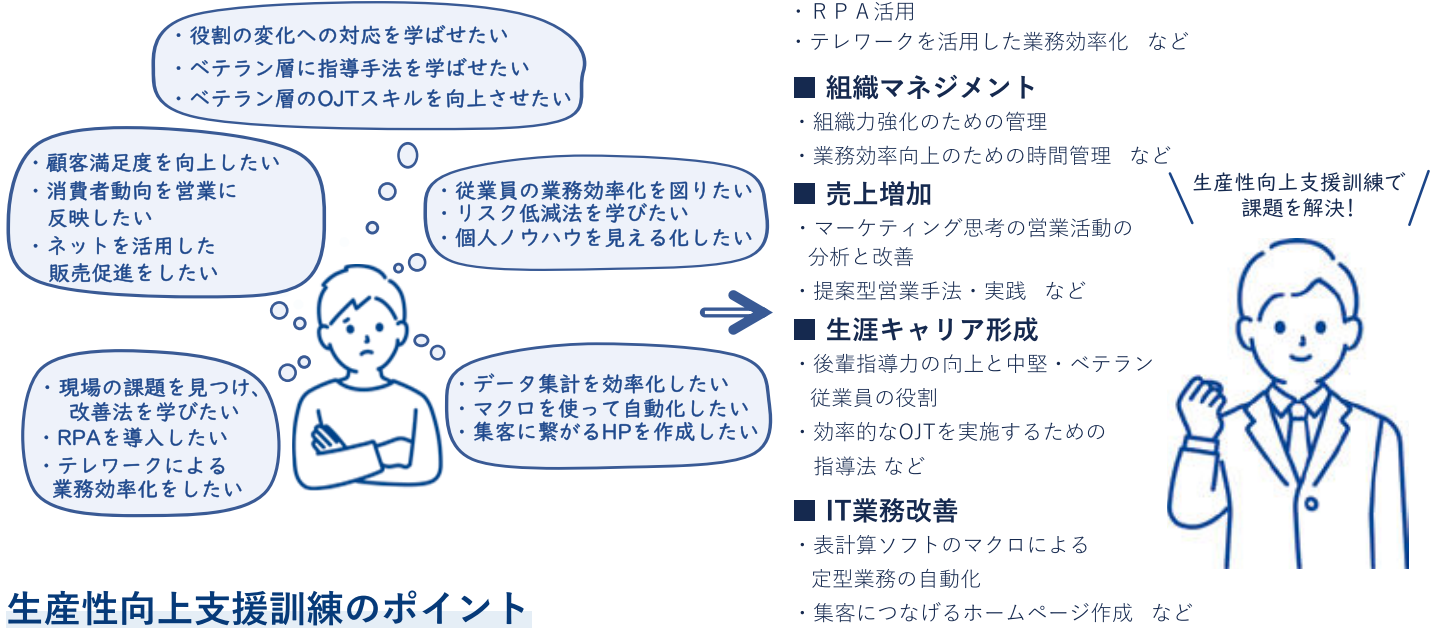 ・役割の変化への対応を学ばせたい
・ベテラン層に指導手法を学ばせたい
・ベテラン層のOJTスキルを向上させたい
・顧客満足度を向上したい
・消費者動向を営業に
反映したい
・ネットを活用した
販売促進をしたい
・従業員の業務効率化を図りたい
・リスク低減法を学びたい
・個人ノウハウを見える化したい
・現場の課題を見つけ、
改善法を学びたい
・RPAを導入したい
・テレワークによる
業務効率化をしたい
・データ集計を効率化したい
・マクロを使って自動化したい
・集客に繋がるHPを作成したい
・ＲＰＡ活用
・テレワークを活用した業務効率化　など
■ 組織マネジメント
・組織力強化のための管理
・業務効率向上のための時間管理　など
■ 売上増加
・マーケティング思考の営業活動の
分析と改善
・提案型営業手法・実践　など
■ 生涯キャリア形成
・後輩指導力の向上と中堅・ベテラン
従業員の役割
・効率的なOJTを実施するための
指導法 など
■ IT業務改善
・表計算ソフトのマクロによる
定型業務の自動化
・集客につなげるホームページ作成　など
生産性向上支援訓練で
課題を解決！
生産性向上支援訓練のポイント